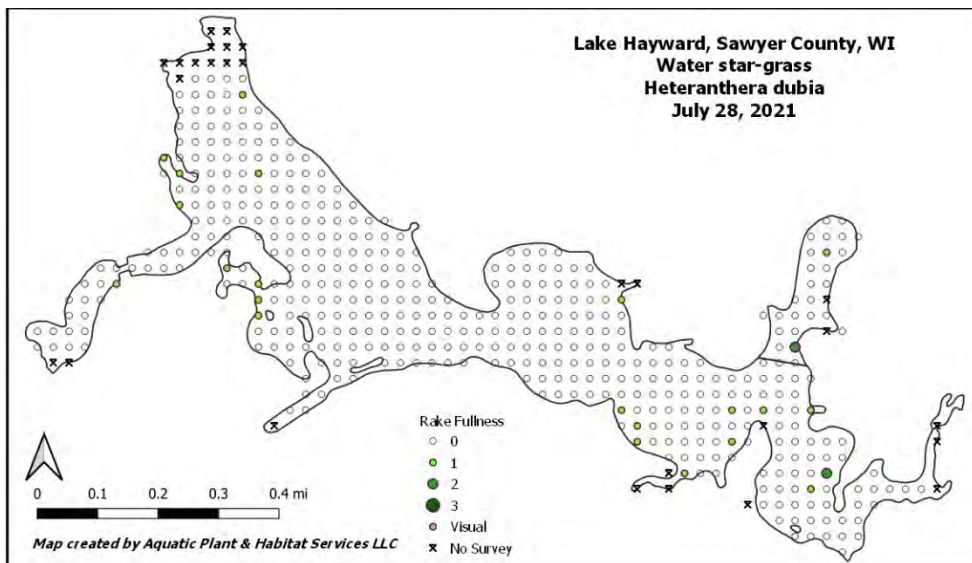 Lake Hayward, Sawyer County, WI
Water star-grass
Heteranthera dubia
July 28, 2021
Rake Fullness
0
1
2
3
Visual
No Survey
0 0.1 0.2 0.3 0.4 mi
Map created by Aquatic Plant & Habitat Services LLC